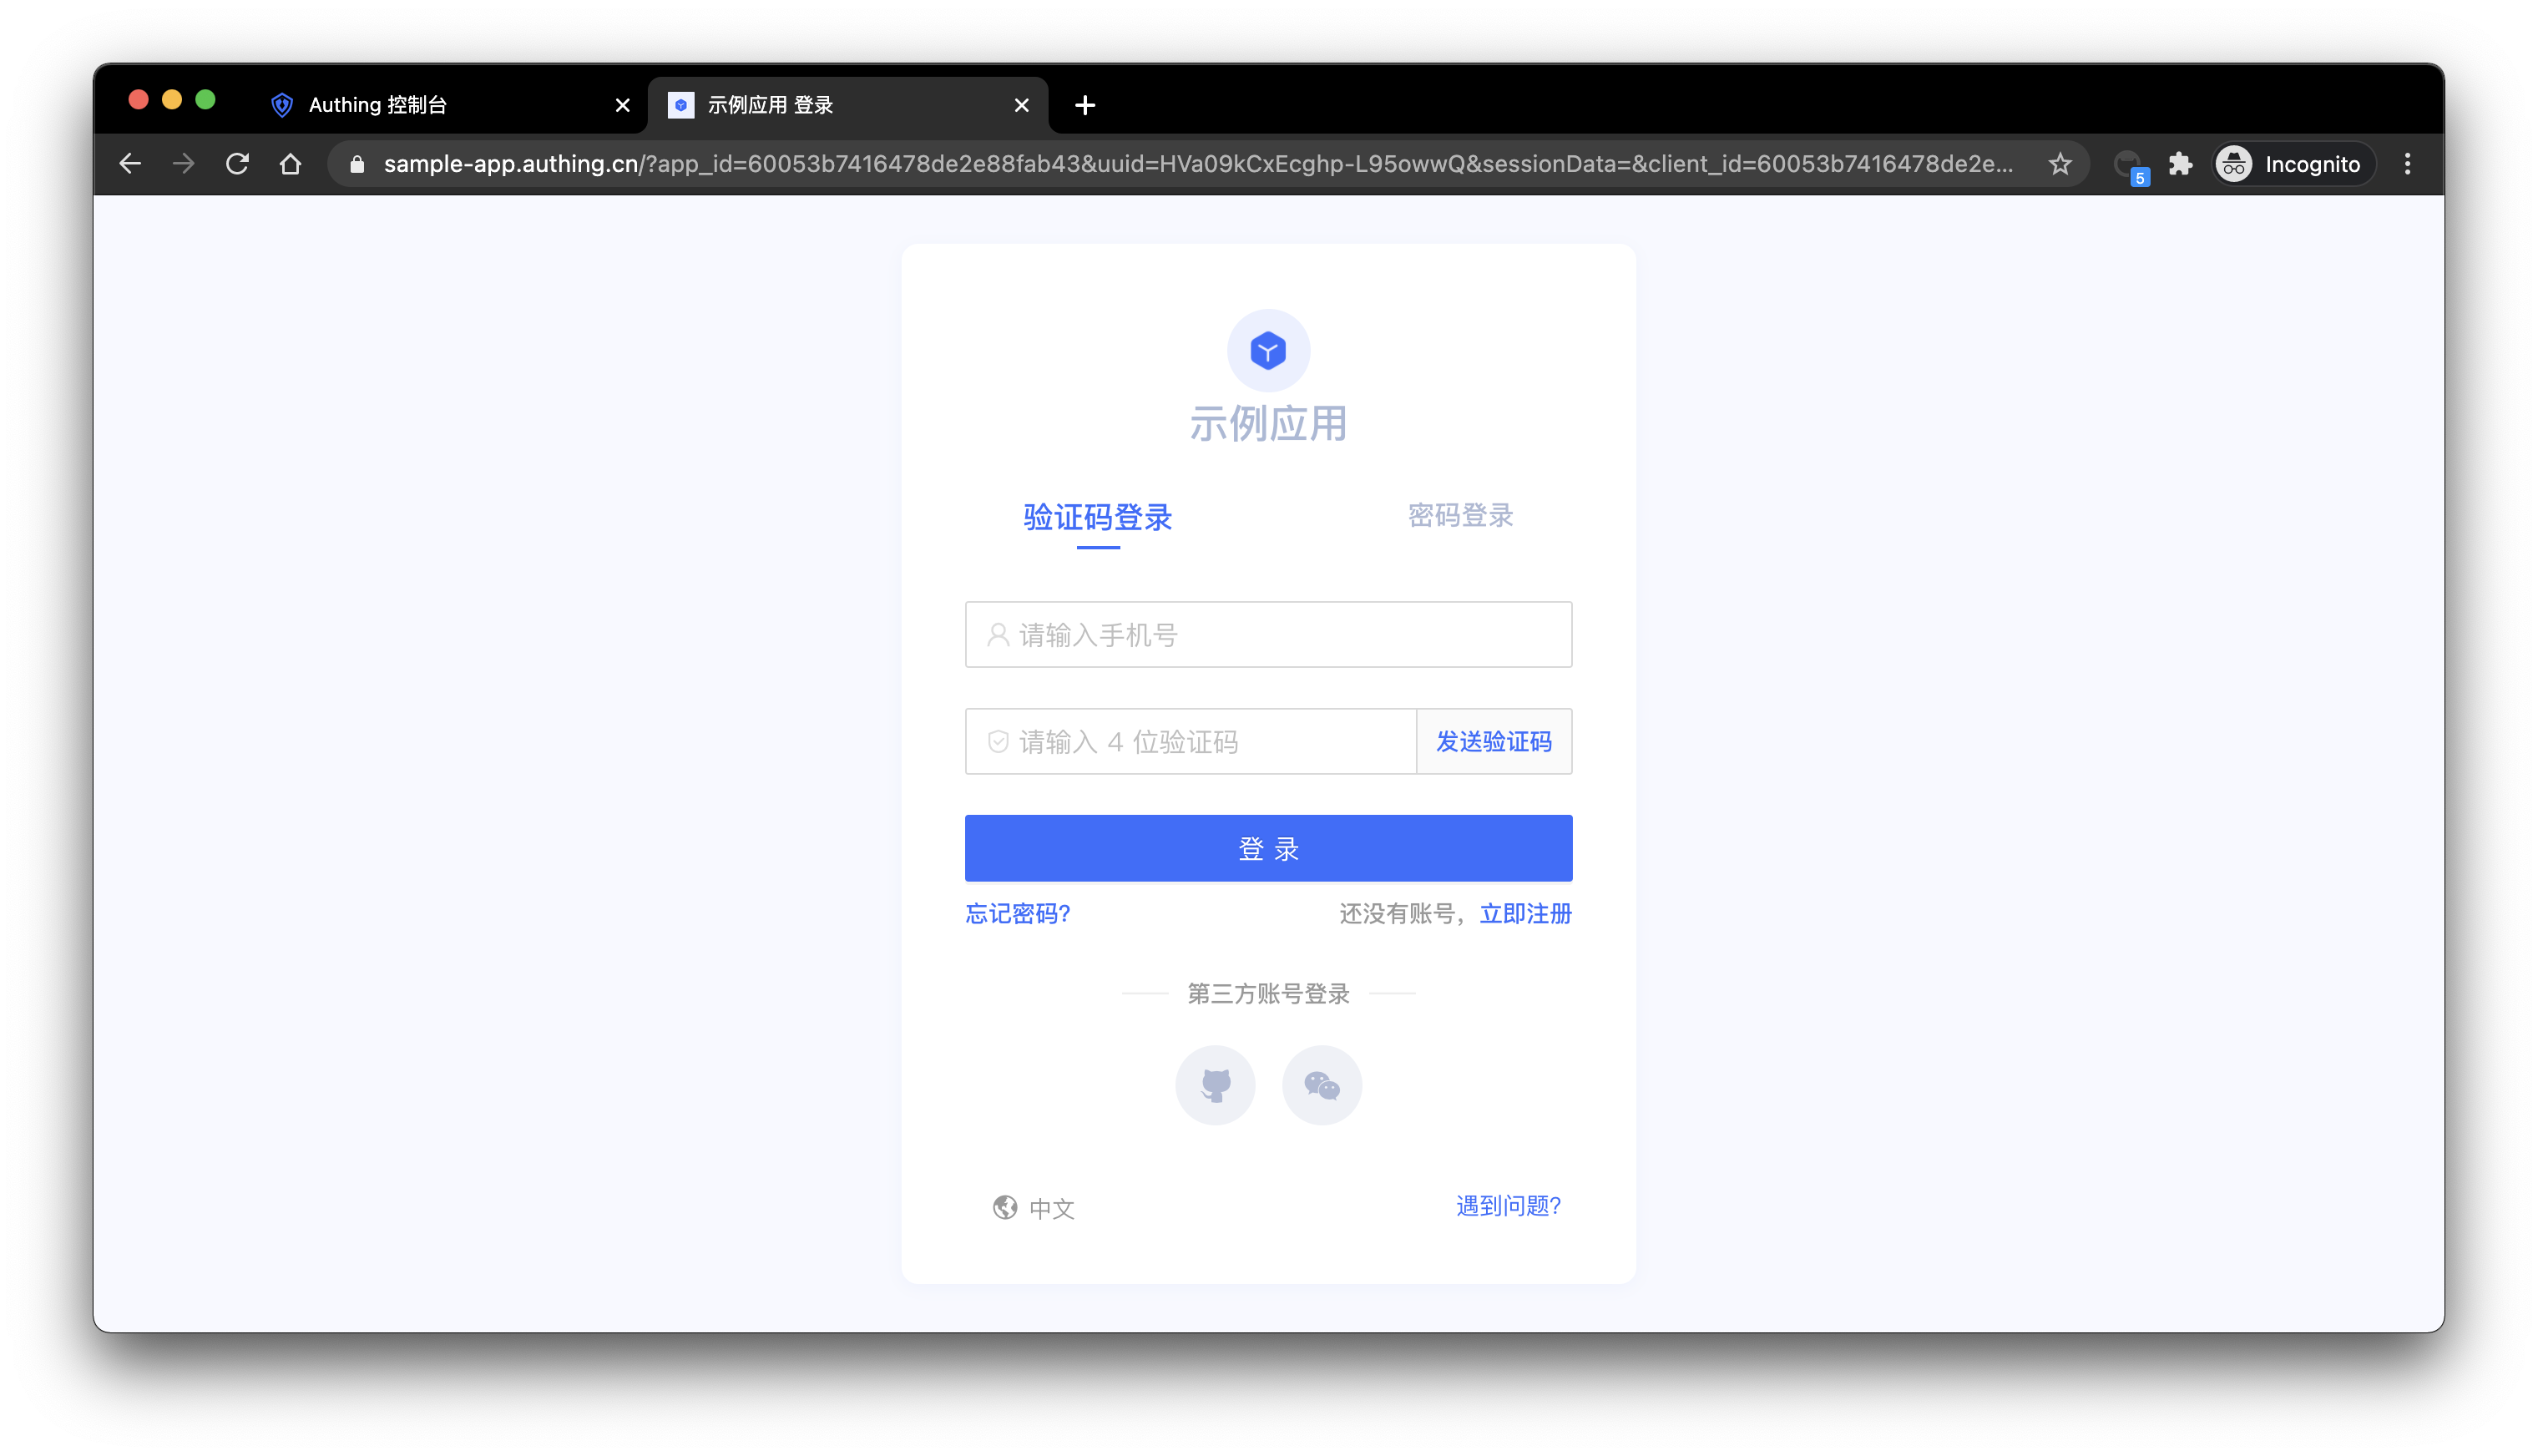 Authing 控制台
示例应用 登录
sample-app.authing.cn/?app_id=60053b7416478de2e88fab43&uuid=HVa09kCxEcghp-L95owwQ&sessionData=&client_id=60053b7416478de2e...
5
Incognito
示例应用
验证码登录
密码登录
请输入手机号
请输入 4 位验证码
发送验证码
登 录
忘记密码?
还没有账号，立即注册
第三方账号登录
中文
遇到问题?